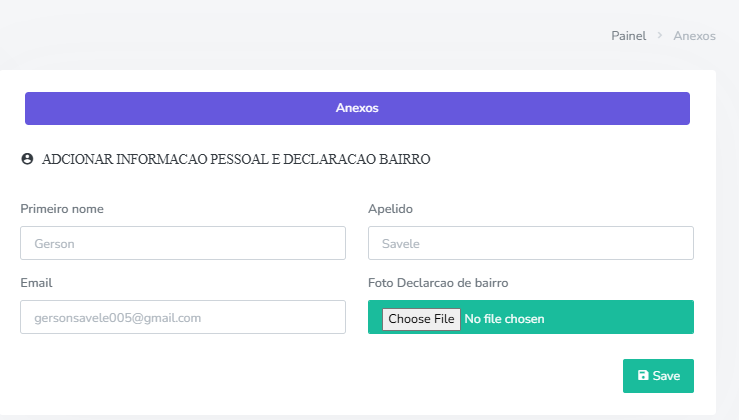 Painel > Anexos
Anexos
ADCIONAR INFORMACAO PESSOAL E DECLARACAO BAIRRO
Primeiro nome Apelido
Gerson Savele
Email Foto Declarcao de bairro
gersonsavele005@gmail.com Choose File No file chosen
Save